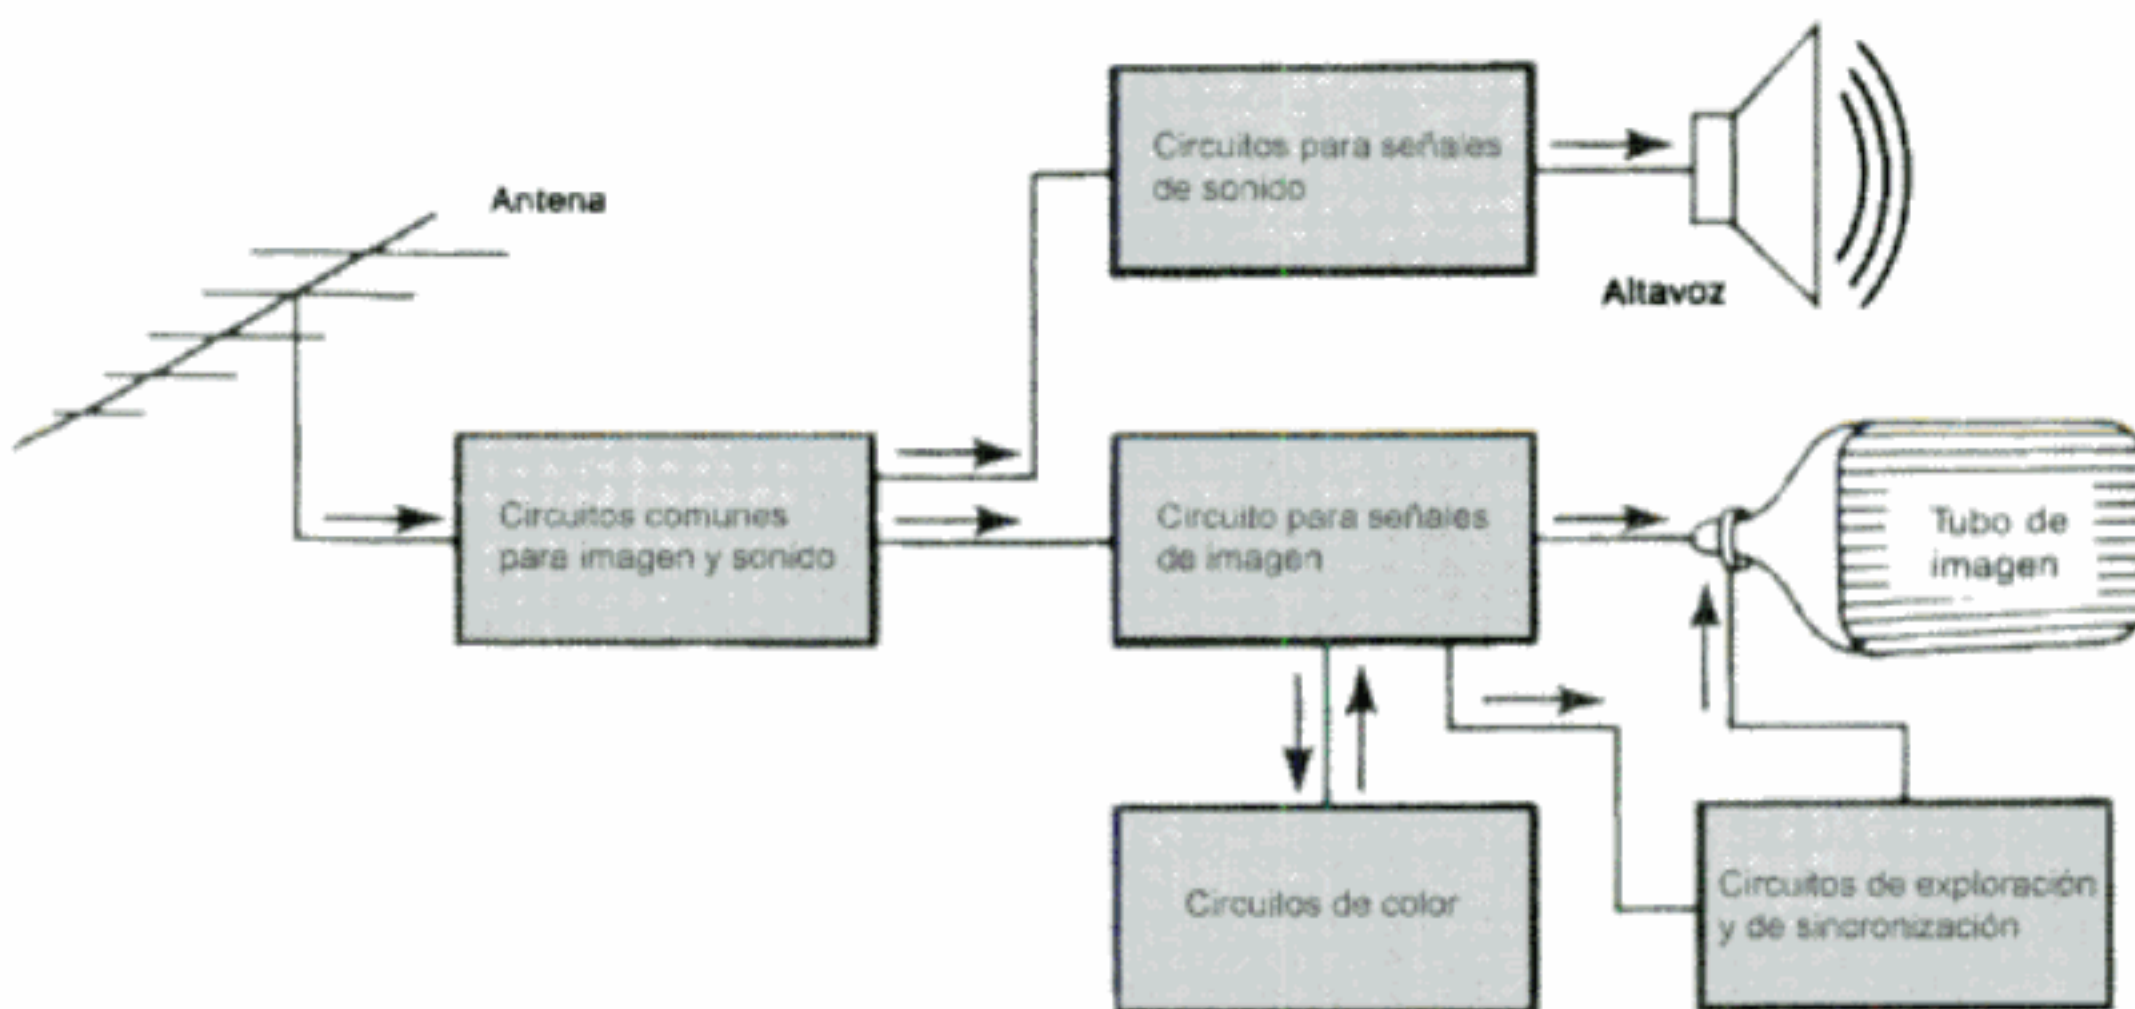 Antena
Circuitos para señales
de sonido
Altavoz
Circuitos comunes
para imagen y sonido
Circuito para señales
de imagen
Tubo de
imagen
Circuitos de color
Circuitos de exploración
y de sincronización